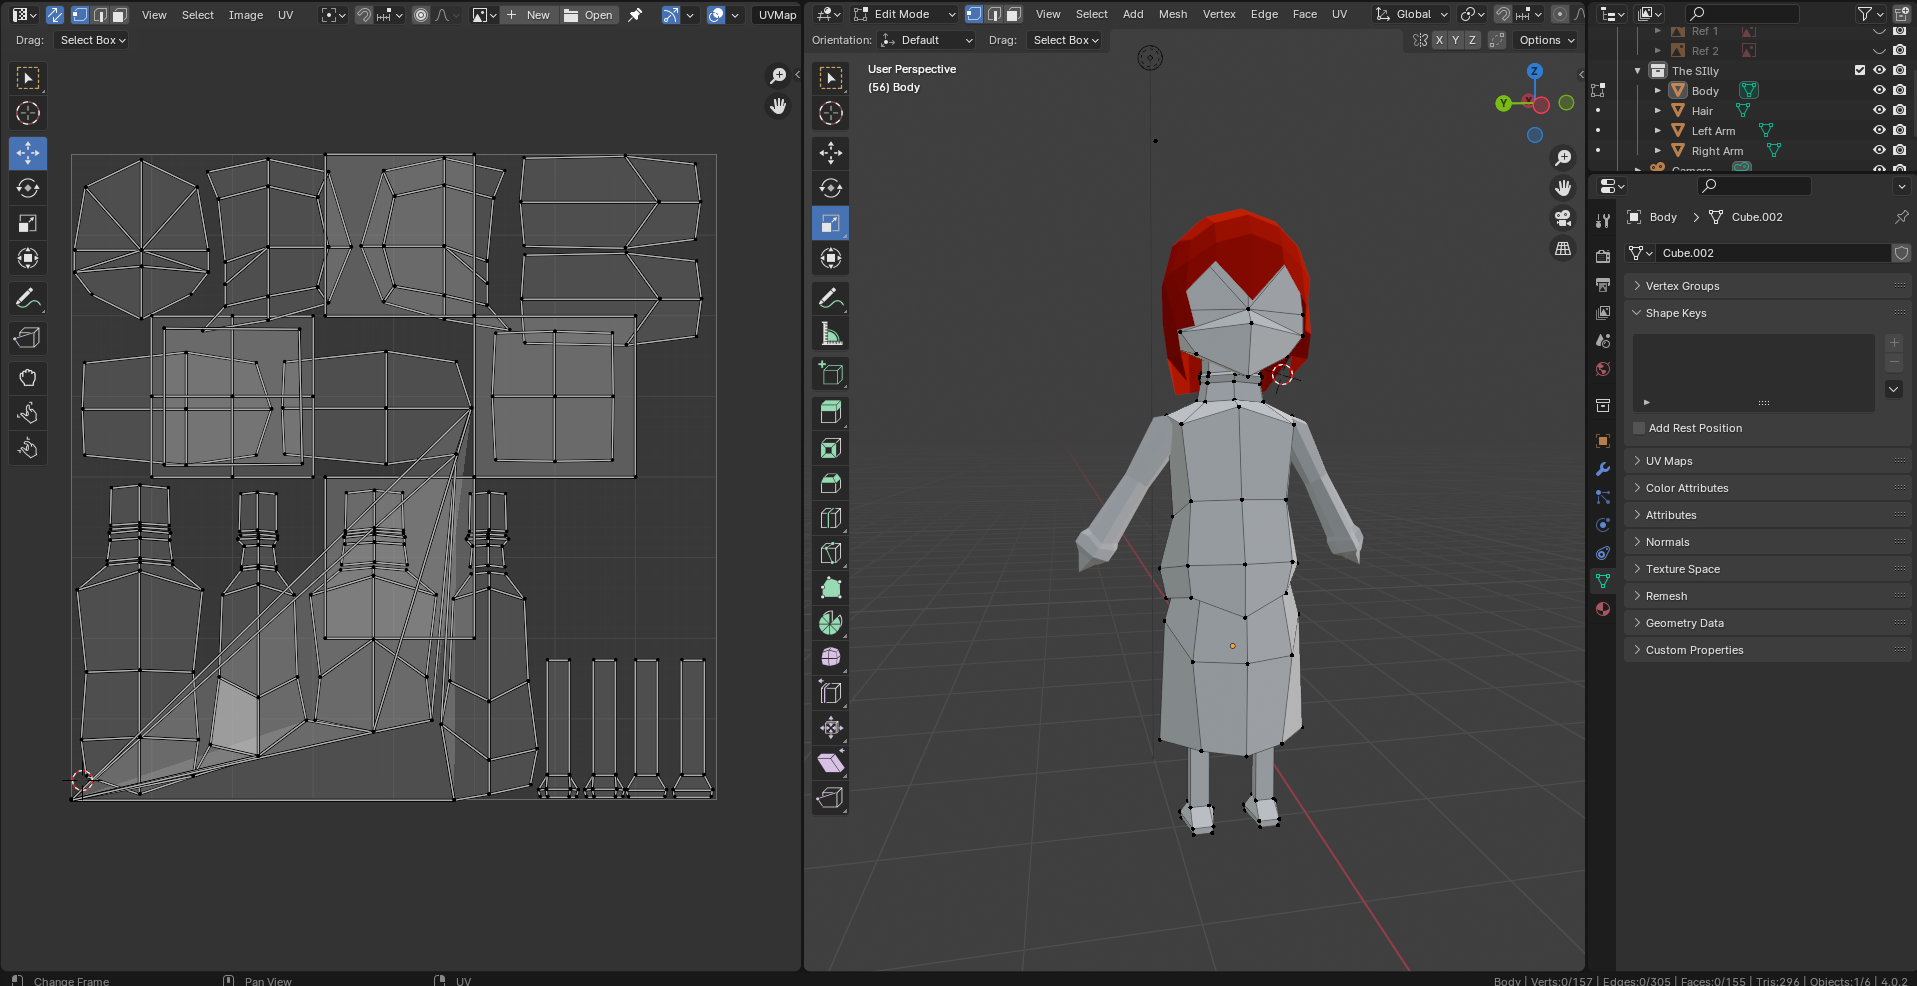 View Select Image UV New Open UVMap
Drag: Select Box
Edit Mode View Select Add Mesh Vertex Edge Face UV Global
Orientation: Default Drag: Select Box X Y Z Options
User Perspective
(56) Body
Z
Y
X
Ref 1
Ref 2
The SIlly
Body
Hair
Left Arm
Right Arm
Camera
Body > Cube.002
Cube.002
Vertex Groups
Shape Keys
Add Rest Position
UV Maps
Color Attributes
Attributes
Normals
Texture Space
Remesh
Geometry Data
Custom Properties
Change Frame Pan View UV
Body | Verts:0/157 | Edges:0/305 | Faces:0/155 | Tris:296 | Objects:1/6 | 4.0.2